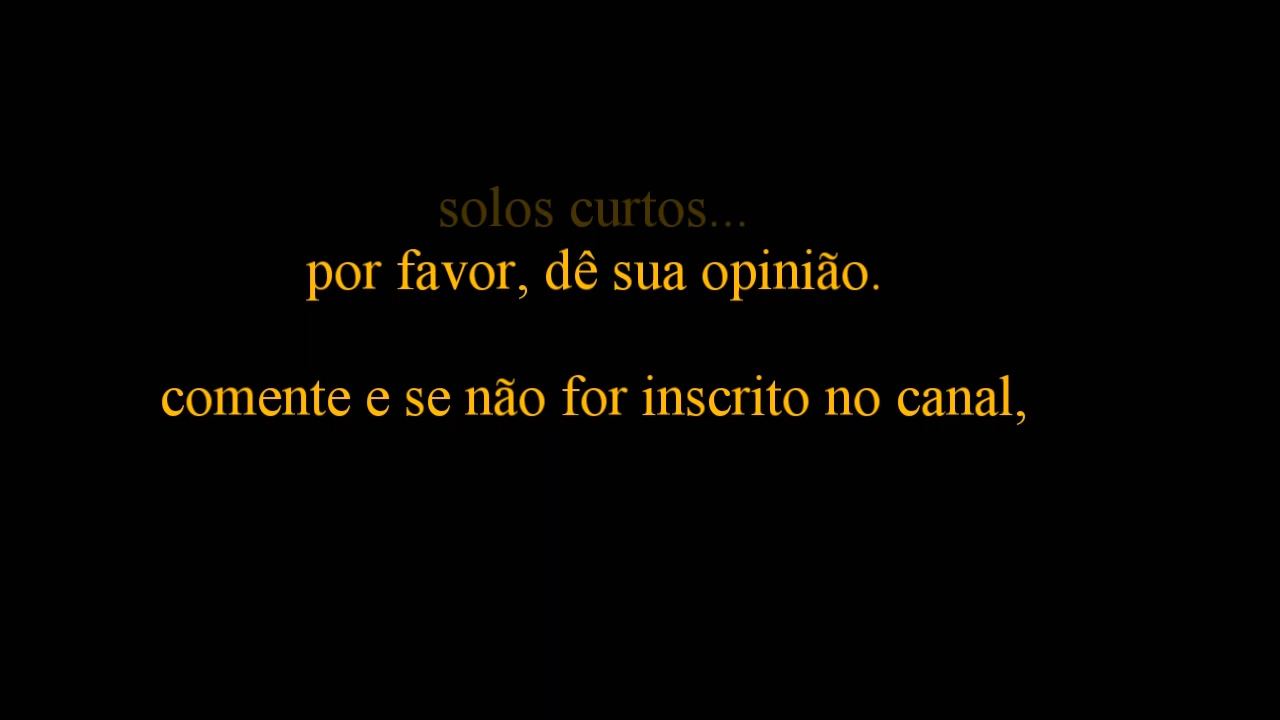 solos curtos...
por favor, dê sua opinião.
comente e se não for inscrito no canal,